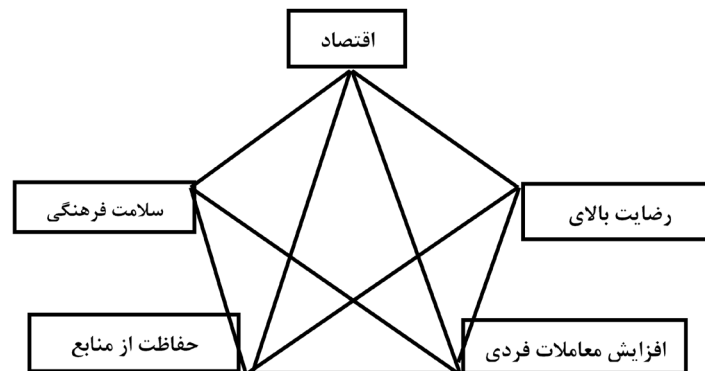 اقتصاد
رضایت بالای
سلامت فرهنگی
افزایش معاملات فردی
حفاظت از منابع